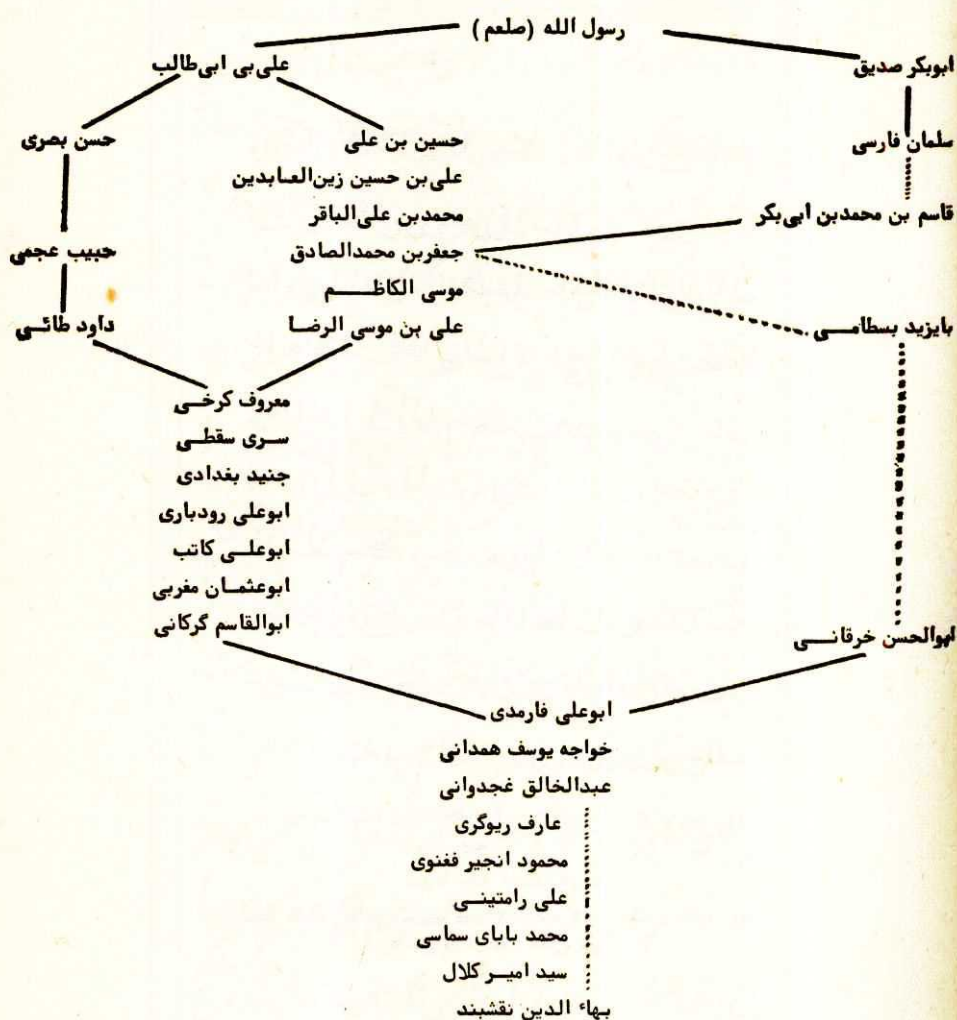 رسول الله (صلعم)
ابوبکر صدیق
علی‌بی ابی‌طالب
سلمان فارسی
حسین بن علی
حسن بصری
علی‌بن حسین زین‌العابدین
قاسم بن محمدبن ابی‌بکر
محمدبن علی‌الباقر
جعفربن محمدالصادق
حبیب عجمی
موسی الکاظم
بایزید بسطامی
علی بن موسی الرضا
داود طائی
معروف کرخی
سری سقطی
جنید بغدادی
ابوعلی رودباری
ابوعلی کاتب
ابوعثمان مغربی
ابوالقاسم گرکانی
ابوالحسن خرقانی
ابوعلی فارمدی
خواجه یوسف همدانی
عبدالخالق غجدوانی
عارف ریوگری
محمود انجیر فغنوی
علی رامتینی
محمد بابای سماسی
سید امیر کلال
بهاء الدین نقشبند